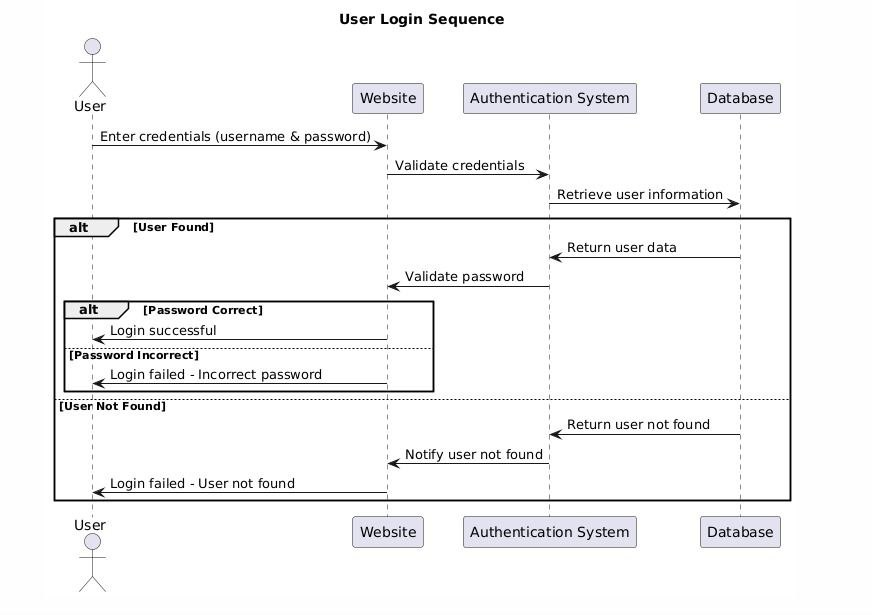 User Login Sequence
User
Website
Authentication System
Database
Enter credentials (username & password)
Validate credentials
Retrieve user information
alt [User Found]
Return user data
Validate password
alt [Password Correct]
Login successful
[Password Incorrect]
Login failed - Incorrect password
[User Not Found]
Return user not found
Notify user not found
Login failed - User not found
User
Website
Authentication System
Database